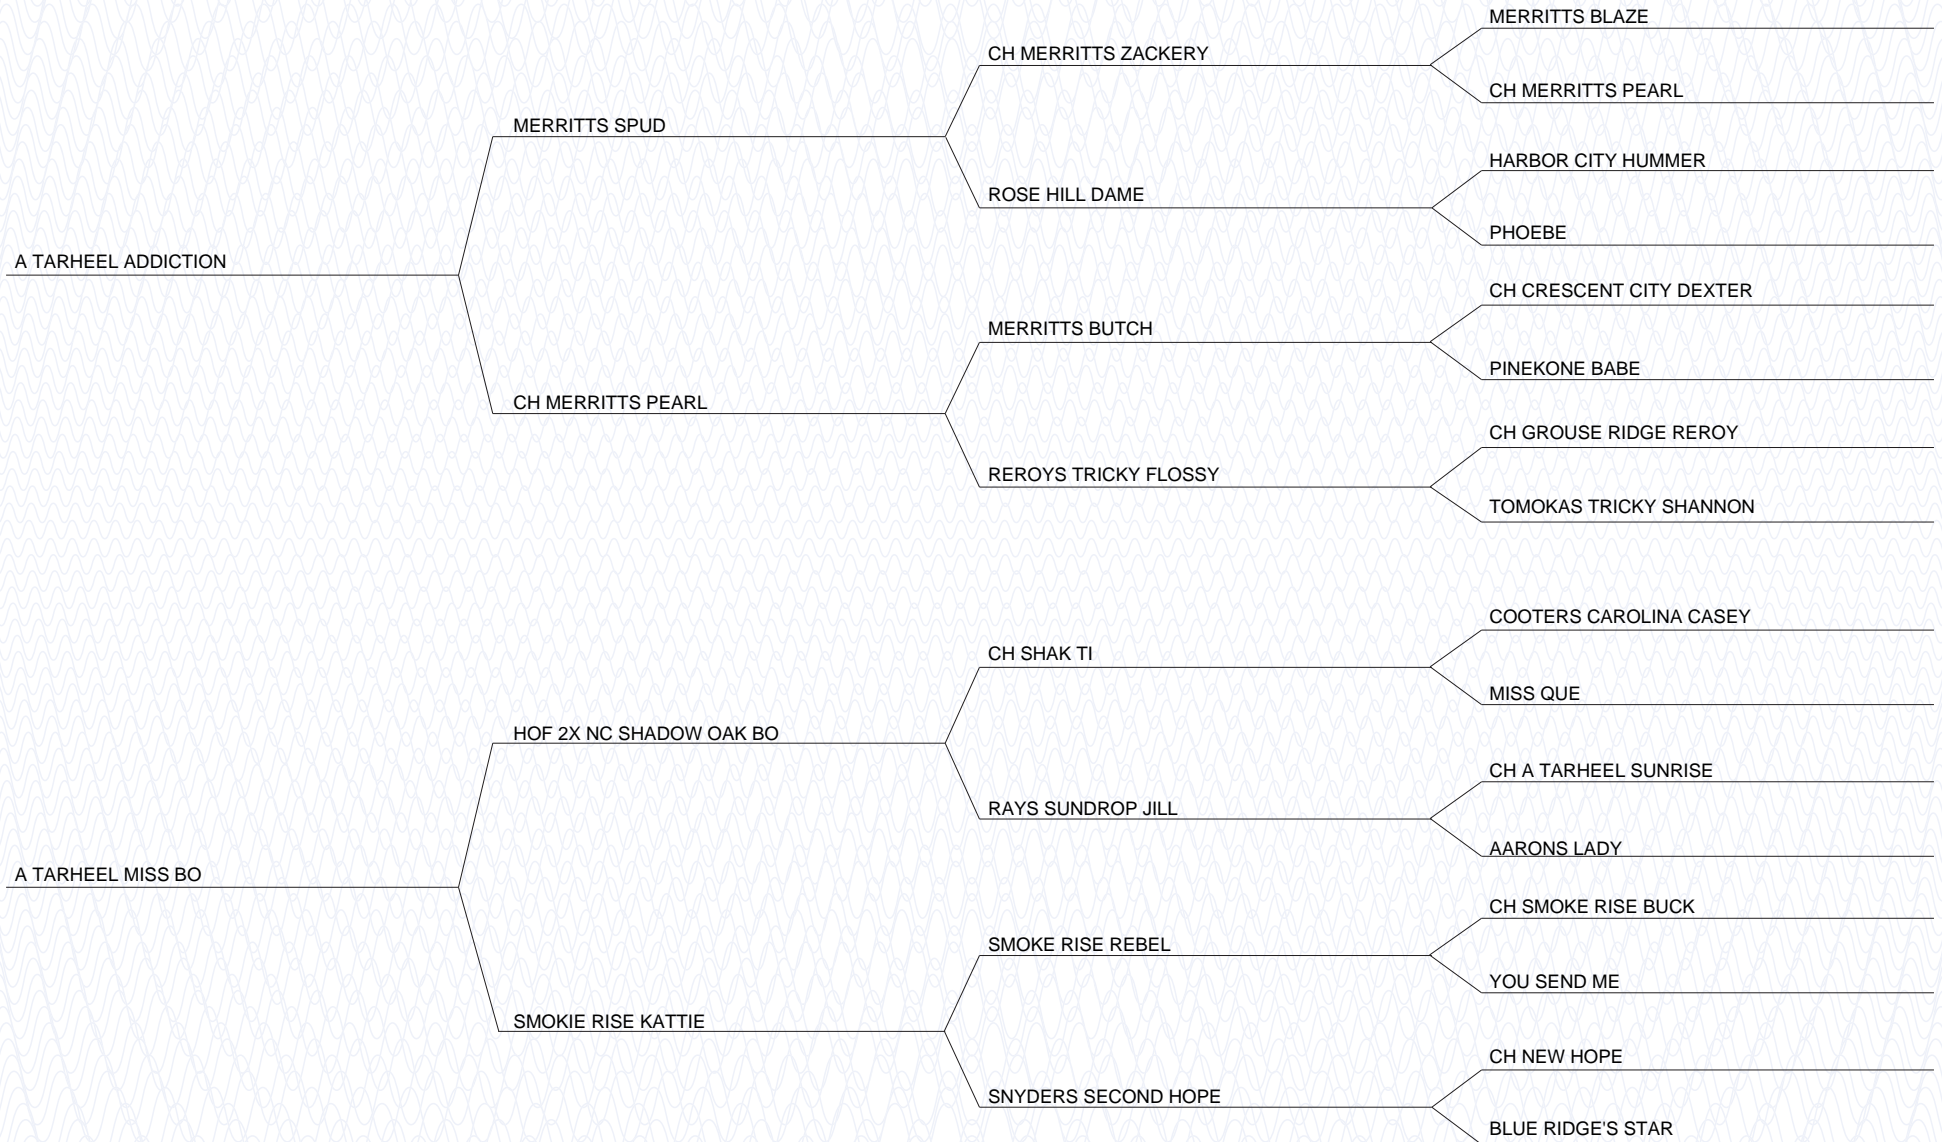 MERRITTS BLAZE
CH MERRITTS ZACKERY
CH MERRITTS PEARL
MERRITTS SPUD
HARBOR CITY HUMMER
ROSE HILL DAME
PHOEBE
A TARHEEL ADDICTION
CH CRESCENT CITY DEXTER
MERRITTS BUTCH
PINEKONE BABE
CH MERRITTS PEARL
CH GROUSE RIDGE REROY
REROYS TRICKY FLOSSY
TOMOKAS TRICKY SHANNON
COOTERS CAROLINA CASEY
CH SHAK TI
MISS QUE
HOF 2X NC SHADOW OAK BO
CH A TARHEEL SUNRISE
RAYS SUNDROP JILL
AARONS LADY
A TARHEEL MISS BO
CH SMOKE RISE BUCK
SMOKE RISE REBEL
YOU SEND ME
SMOKIE RISE KATTIE
CH NEW HOPE
SNYDERS SECOND HOPE
BLUE RIDGE'S STAR